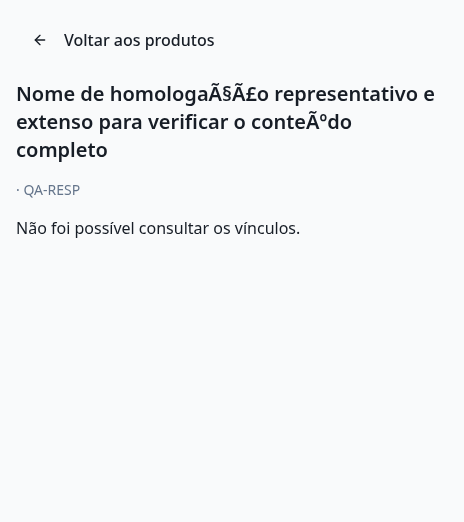 Voltar aos produtos
Nome de homologaÃ§Ã£o representativo e
extenso para verificar o conteÃºdo
completo
· QA-RESP
Não foi possível consultar os vínculos.